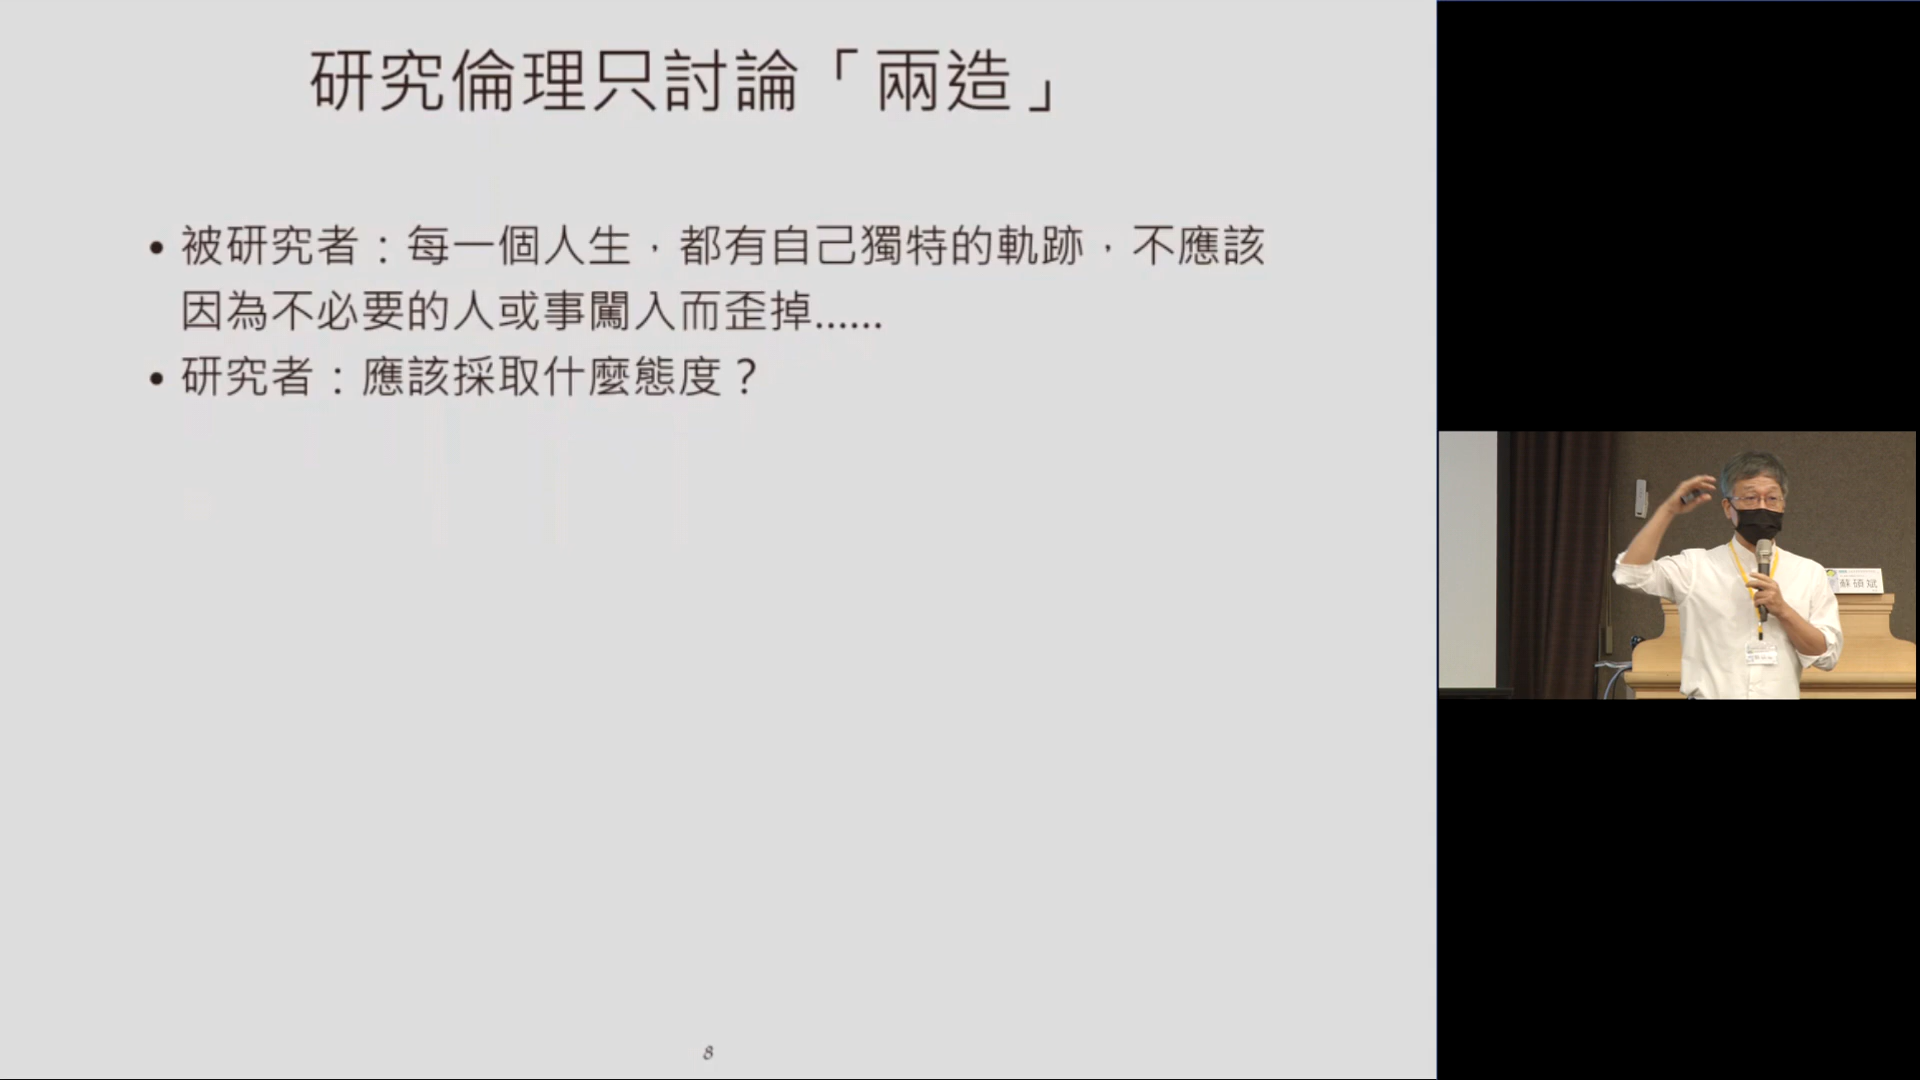 研究倫理只討論「兩造」
• 被研究者：每一個人生，都有自己獨特的軌跡，不應該
因為不必要的人或事闖入而歪掉……
• 研究者：應該採取什麼態度？
8
蘇碩斌